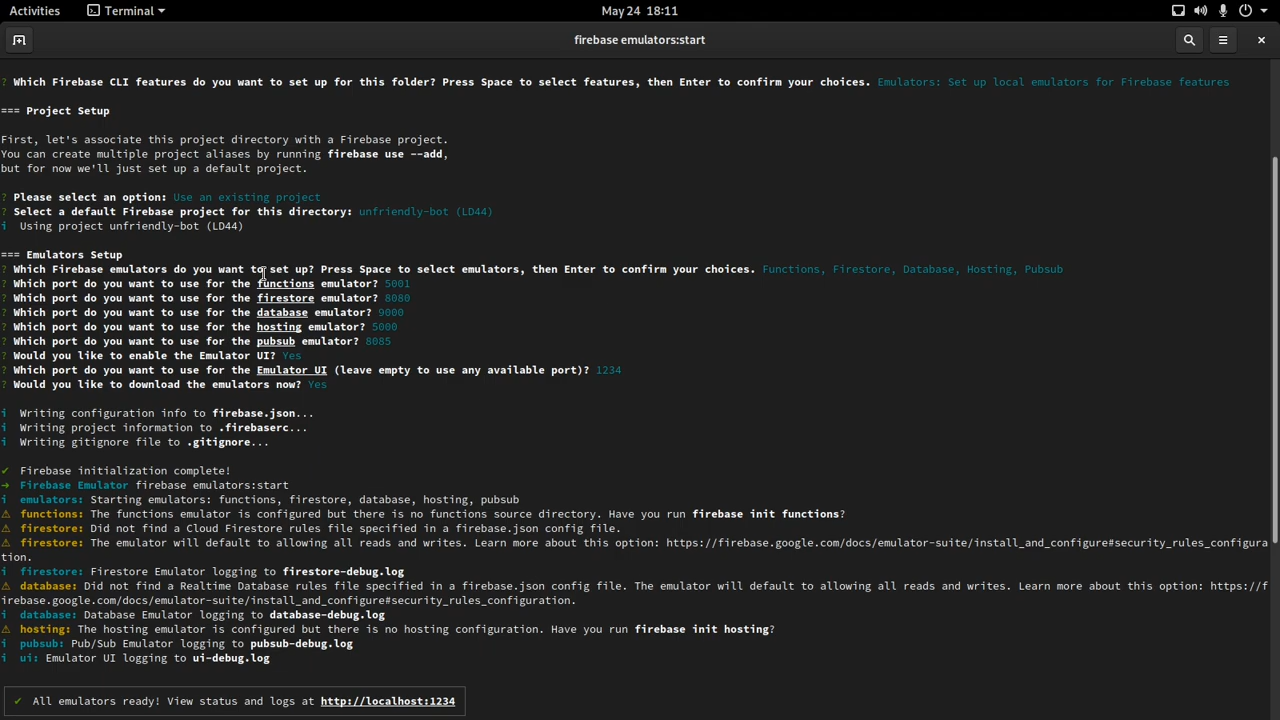 Activities Terminal May 24 18:11
firebase emulators:start
? Which Firebase CLI features do you want to set up for this folder? Press Space to select features, then Enter to confirm your choices. Emulators: Set up local emulators for Firebase features
=== Project Setup
First, let's associate this project directory with a Firebase project.
You can create multiple project aliases by running firebase use --add,
but for now we'll just set up a default project.
? Please select an option: Use an existing project
? Select a default Firebase project for this directory: unfriendly-bot (LD44)
i  Using project unfriendly-bot (LD44)
=== Emulators Setup
? Which Firebase emulators do you want to set up? Press Space to select emulators, then Enter to confirm your choices. Functions, Firestore, Database, Hosting, Pubsub
? Which port do you want to use for the functions emulator? 5001
? Which port do you want to use for the firestore emulator? 8080
? Which port do you want to use for the database emulator? 9000
? Which port do you want to use for the hosting emulator? 5000
? Which port do you want to use for the pubsub emulator? 8085
? Would you like to enable the Emulator UI? Yes
? Which port do you want to use for the Emulator UI (leave empty to use any available port)? 1234
? Would you like to download the emulators now? Yes
i  Writing configuration info to firebase.json...
i  Writing project information to .firebaserc...
i  Writing gitignore file to .gitignore...
✔  Firebase initialization complete!
➜  Firebase Emulator firebase emulators:start
i  emulators: Starting emulators: functions, firestore, database, hosting, pubsub
⚠  functions: The functions emulator is configured but there is no functions source directory. Have you run firebase init functions?
⚠  firestore: Did not find a Cloud Firestore rules file specified in a firebase.json config file.
⚠  firestore: The emulator will default to allowing all reads and writes. Learn more about this option: https://firebase.google.com/docs/emulator-suite/install_and_configure#security_rules_configura
tion.
i  firestore: Firestore Emulator logging to firestore-debug.log
⚠  database: Did not find a Realtime Database rules file specified in a firebase.json config file. The emulator will default to allowing all reads and writes. Learn more about this option: https://f
irebase.google.com/docs/emulator-suite/install_and_configure#security_rules_configuration.
i  database: Database Emulator logging to database-debug.log
⚠  hosting: The hosting emulator is configured but there is no hosting configuration. Have you run firebase init hosting?
i  pubsub: Pub/Sub Emulator logging to pubsub-debug.log
i  ui: Emulator UI logging to ui-debug.log
✔  All emulators ready! View status and logs at http://localhost:1234